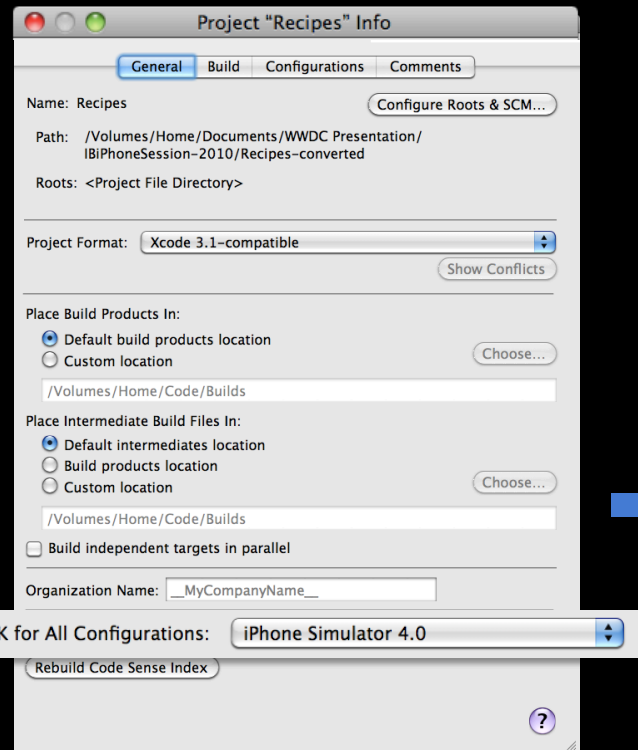 Project “Recipes” Info
General Build Configurations Comments
Name: Recipes Configure Roots & SCM...
Path: /Volumes/Home/Documents/WWDC Presentation/
IBiPhoneSession-2010/Recipes-converted
Roots: <Project File Directory>
Project Format: Xcode 3.1-compatible
Show Conflicts
Place Build Products In:
Default build products location
Custom location Choose...
/Volumes/Home/Code/Builds
Place Intermediate Build Files In:
Default intermediates location
Build products location
Custom location Choose...
/Volumes/Home/Code/Builds
Build independent targets in parallel
Organization Name: __MyCompanyName__
K for All Configurations: iPhone Simulator 4.0
Rebuild Code Sense Index
?